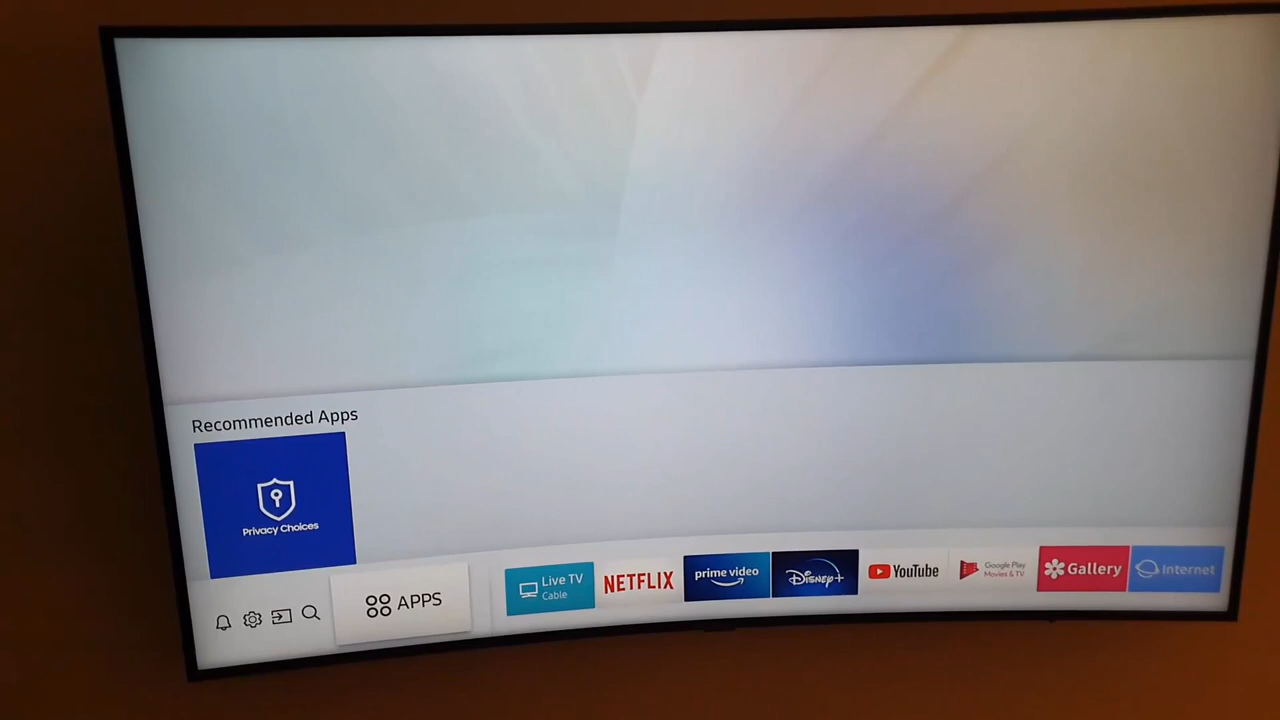 Recommended Apps
Privacy Choices
APPS
Live TV
Cable
NETFLIX
prime video
Disney+
YouTube
Google Play
Movies & TV
Gallery
Internet